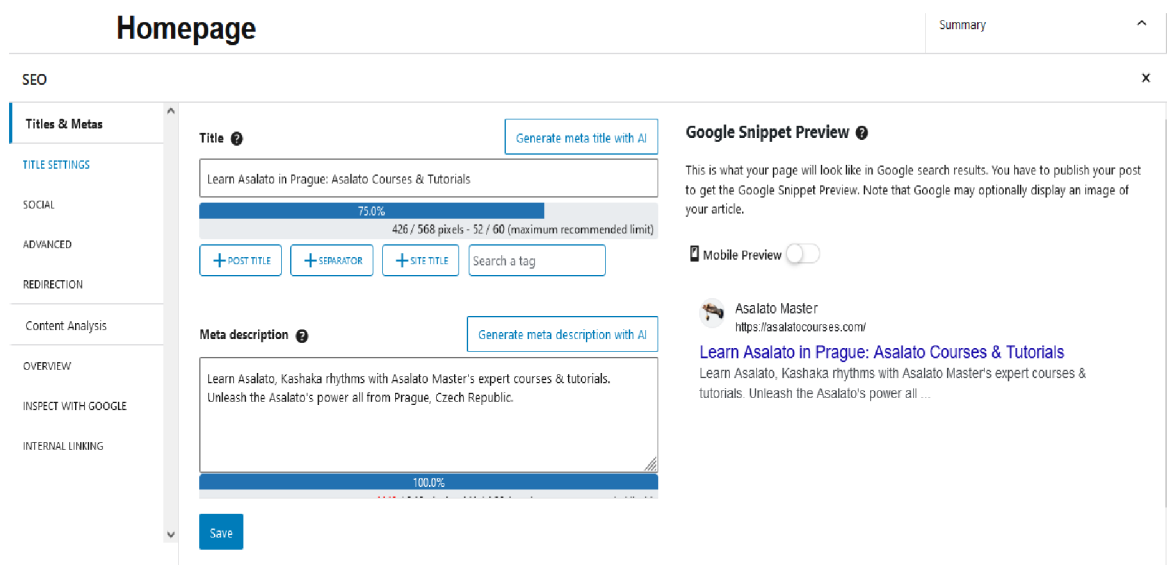 Homepage
Summary
SEO
Titles & Metas
TITLE SETTINGS
SOCIAL
ADVANCED
REDIRECTION
Content Analysis
OVERVIEW
INSPECT WITH GOOGLE
INTERNAL LINKING
Title
Generate meta title with AI
Learn Asalato in Prague: Asalato Courses & Tutorials
75.0%
426 / 568 pixels - 52 / 60 (maximum recommended limit)
+ POST TITLE
+ SEPARATOR
+ SITE TITLE
Search a tag
Meta description
Generate meta description with AI
Learn Asalato, Kashaka rhythms with Asalato Master's expert courses & tutorials.
Unleash the Asalato's power all from Prague, Czech Republic.
100.0%
Save
Google Snippet Preview
This is what your page will look like in Google search results. You have to publish your post
to get the Google Snippet Preview. Note that Google may optionally display an image of
your article.
Mobile Preview
Asalato Master
https://asalatocourses.com/
Learn Asalato in Prague: Asalato Courses & Tutorials
Learn Asalato, Kashaka rhythms with Asalato Master's expert courses &
tutorials. Unleash the Asalato's power all ...